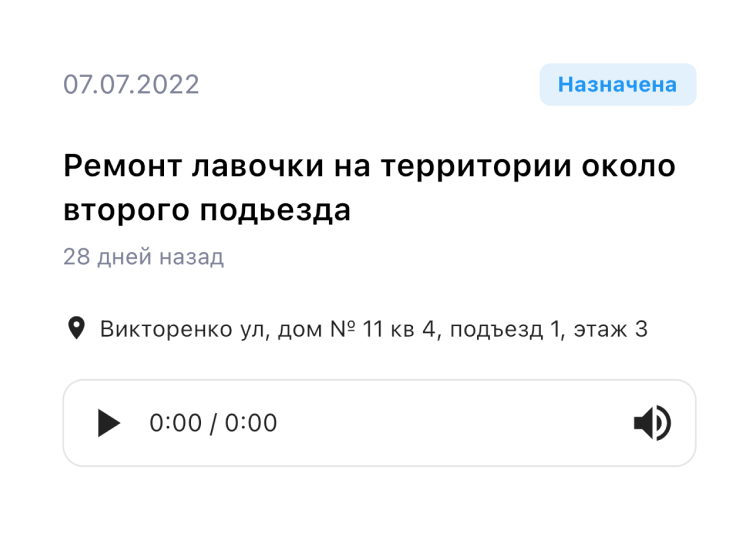 07.07.2022
Назначена
Ремонт лавочки на территории около
второго подьезда
28 дней назад
Викторенко ул, дом № 11 кв 4, подъезд 1, этаж 3
0:00 / 0:00